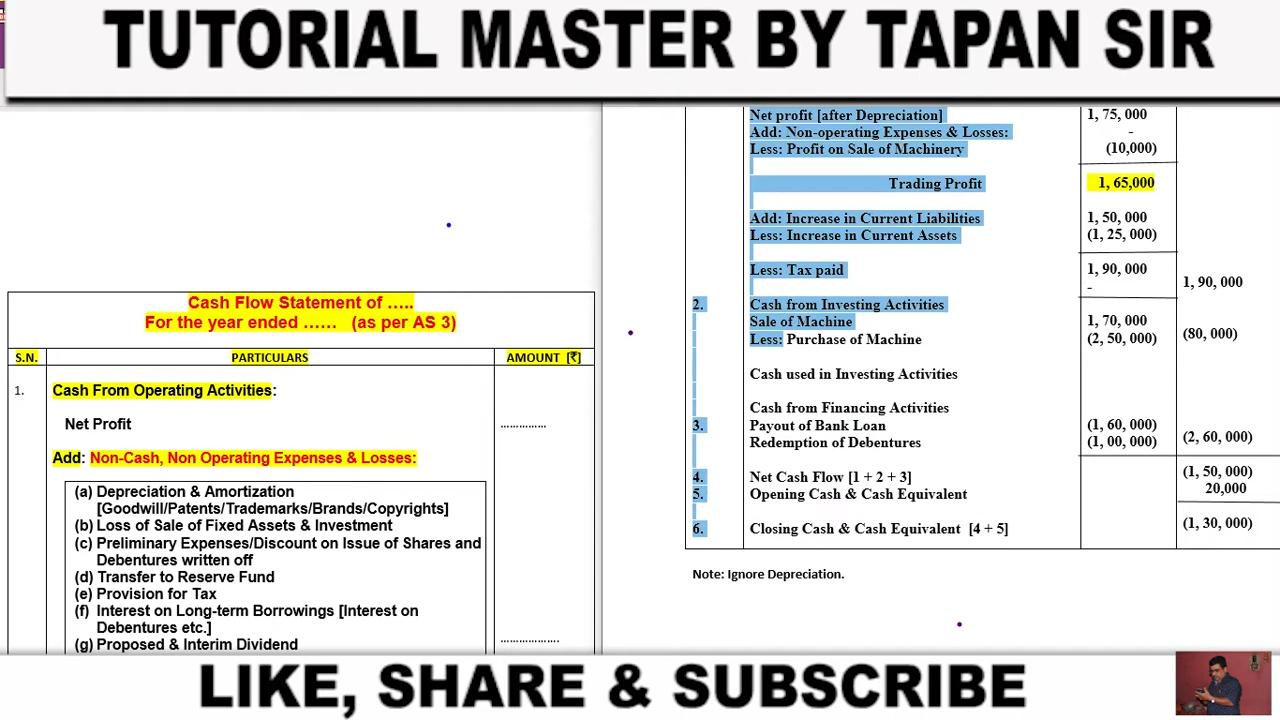 TUTORIAL MASTER BY TAPAN SIR
Cash Flow Statement of .....
For the year ended ...... (as per AS 3)
S.N. PARTICULARS AMOUNT [₹]
1. Cash From Operating Activities:
Net Profit ...............
Add: Non-Cash, Non Operating Expenses & Losses:
(a) Depreciation & Amortization
[Goodwill/Patents/Trademarks/Brands/Copyrights]
(b) Loss of Sale of Fixed Assets & Investment
(c) Preliminary Expenses/Discount on Issue of Shares and
Debentures written off
(d) Transfer to Reserve Fund
(e) Provision for Tax
(f) Interest on Long-term Borrowings [Interest on
Debentures etc.]
(g) Proposed & Interim Dividend ...................
Net profit [after Depreciation] 1, 75, 000
Add: Non-operating Expenses & Losses: -
Less: Profit on Sale of Machinery (10,000)
Trading Profit 1, 65,000
Add: Increase in Current Liabilities 1, 50, 000
Less: Increase in Current Assets (1, 25, 000)
Less: Tax paid 1, 90, 000
- 1, 90, 000
2. Cash from Investing Activities
Sale of Machine 1, 70, 000
Less: Purchase of Machine (2, 50, 000) (80, 000)
Cash used in Investing Activities
Cash from Financing Activities
3. Payout of Bank Loan (1, 60, 000)
Redemption of Debentures (1, 00, 000) (2, 60, 000)
4. Net Cash Flow [1 + 2 + 3] (1, 50, 000)
5. Opening Cash & Cash Equivalent 20,000
6. Closing Cash & Cash Equivalent [4 + 5] (1, 30, 000)
Note: Ignore Depreciation.
LIKE, SHARE & SUBSCRIBE